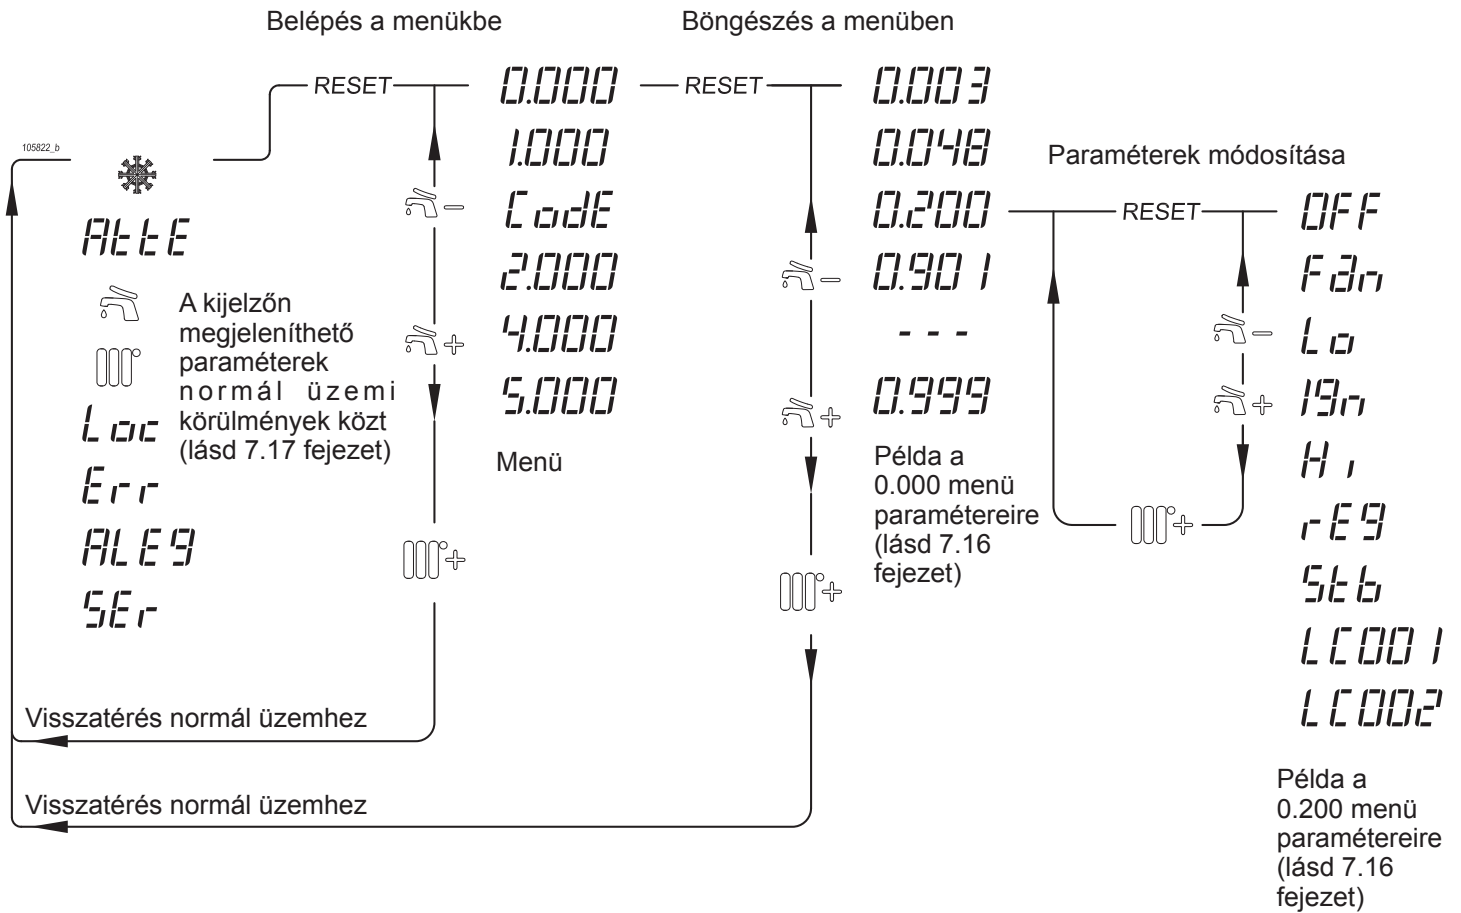 Belépés a menükbe
Böngészés a menüben
RESET
0.000
RESET
0.003
105822_b
1.000
0.048
Paraméterek módosítása
AttE
CodE
0.200
RESET
OFF
2.000
0.901
Fan
A kijelzőn
megjeleníthető
paraméterek
normál üzemi
körülmények közt
(lásd 7.17 fejezet)
4.000
- - -
Lo
Loc
5.000
0.999
Ign
Err
Menü
Példa a
0.000 menü
paramétereire
(lásd 7.16
fejezet)
Hi
ALEg
rEg
SEr
Stb
LC001
Visszatérés normál üzemhez
LC002
Visszatérés normál üzemhez
Példa a
0.200 menü
paramétereire
(lásd 7.16
fejezet)